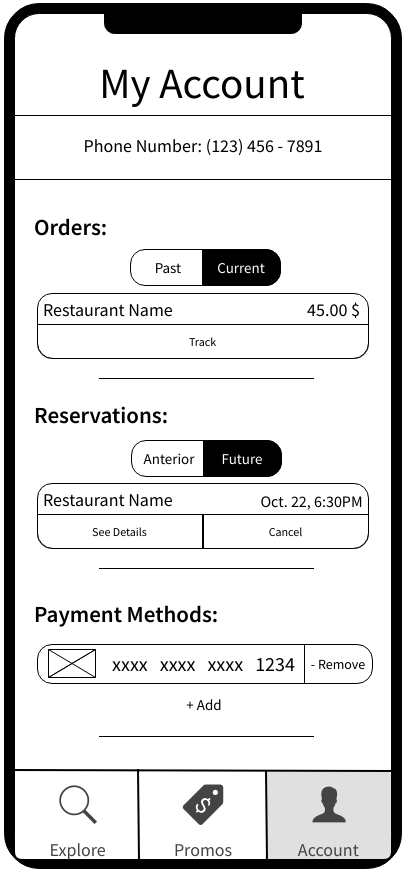 My Account
Phone Number: (123) 456 - 7891
Orders:
Past Current
Restaurant Name 45.00 $
Track
Reservations:
Anterior Future
Restaurant Name Oct. 22, 6:30PM
See Details Cancel
Payment Methods:
xxxx xxxx xxxx 1234 - Remove
+ Add
$
Explore Promos Account